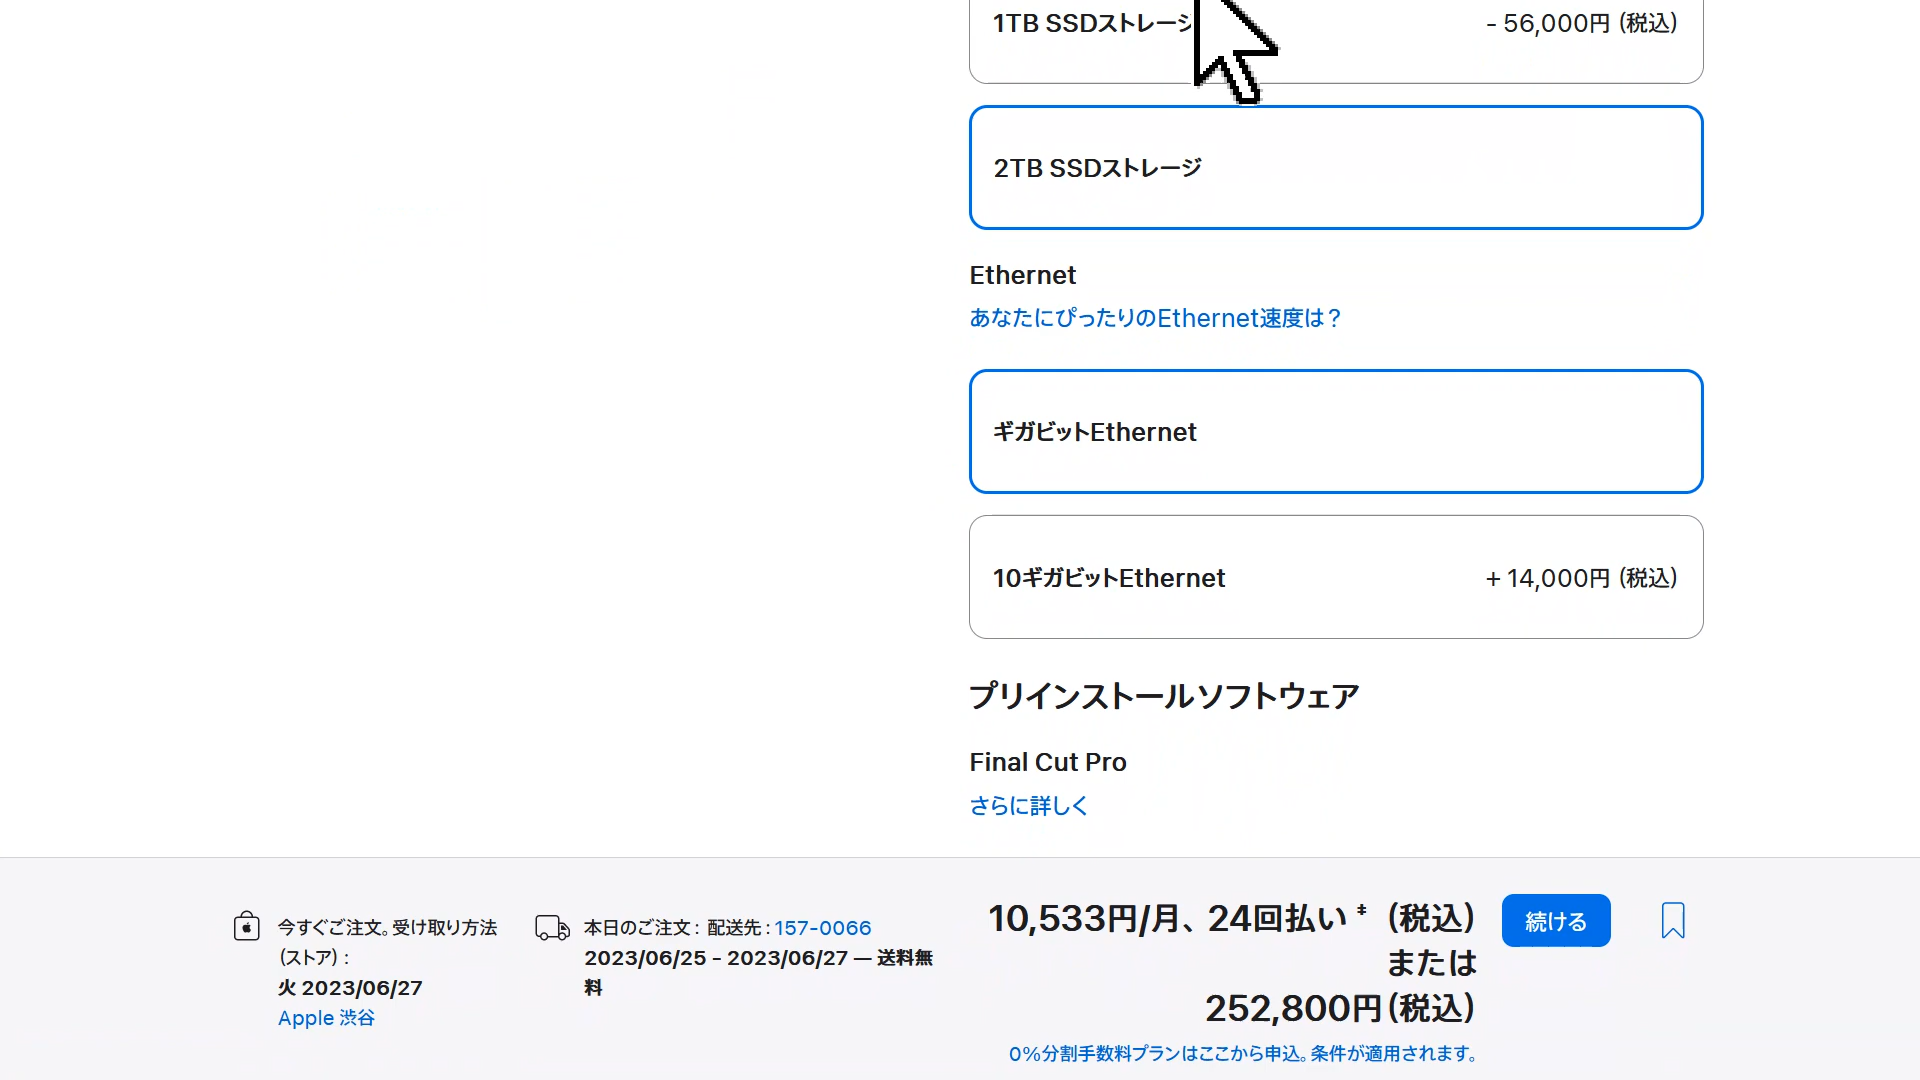 1TB SSDストレージ - 56,000円 (税込)
2TB SSDストレージ
Ethernet
あなたにぴったりのEthernet速度は？
ギガビットEthernet
10ギガビットEthernet + 14,000円 (税込)
プリインストールソフトウェア
Final Cut Pro
さらに詳しく
今すぐご注文。受け取り方法
(ストア)：
火 2023/06/27
Apple 渋谷
本日のご注文：配送先：157-0066
2023/06/25 – 2023/06/27 — 送料無
料
10,533円/月、24回払い ‡ (税込)
または
252,800円(税込)
0％分割手数料プランはここから申込。条件が適用されます。
続ける